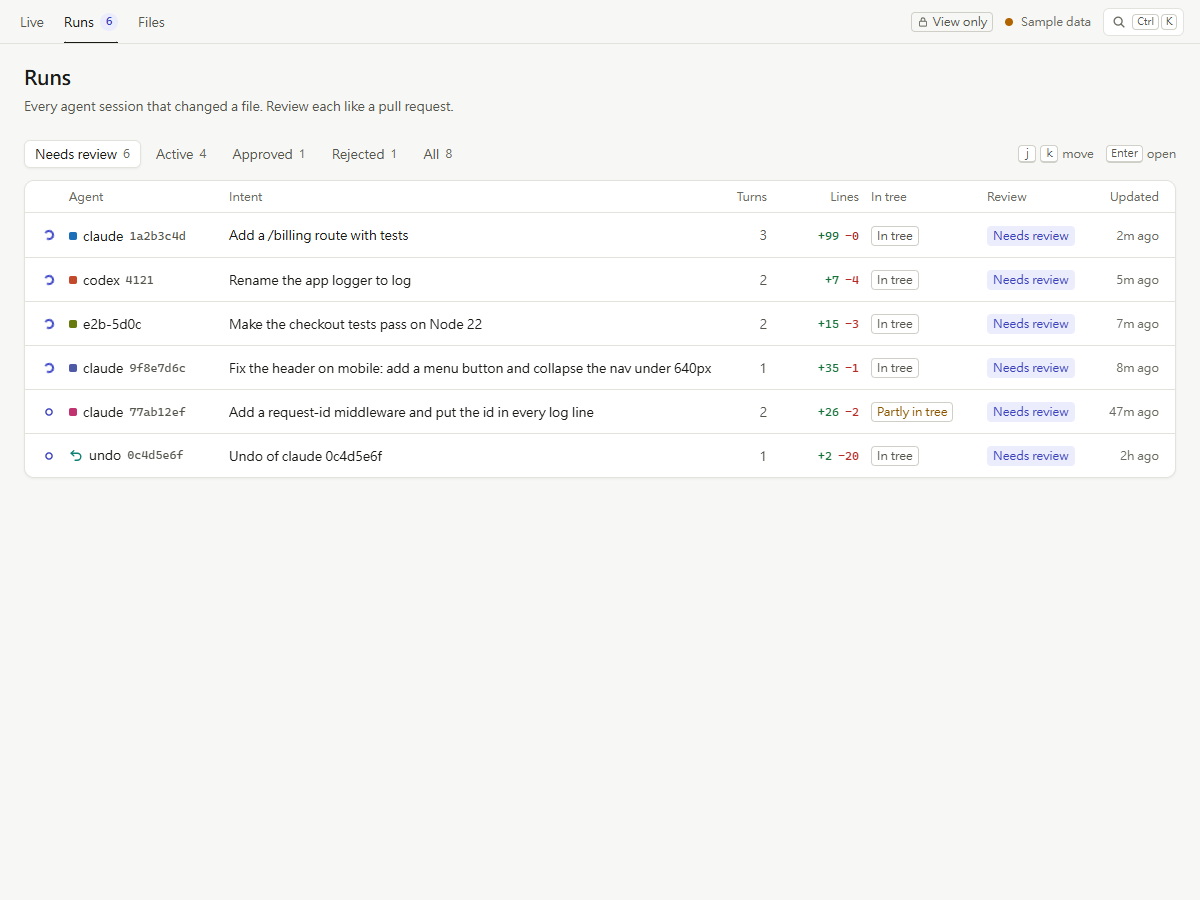 Live Runs 6 Files View only Sample data Ctrl K
Runs
Every agent session that changed a file. Review each like a pull request.
Needs review 6 Active 4 Approved 1 Rejected 1 All 8 j k move Enter open
Agent Intent Turns Lines In tree Review Updated
claude 1a2b3c4d Add a /billing route with tests 3 +99 −0 In tree Needs review 2m ago
codex 4121 Rename the app logger to log 2 +7 −4 In tree Needs review 5m ago
e2b-5d0c Make the checkout tests pass on Node 22 2 +15 −3 In tree Needs review 7m ago
claude 9f8e7d6c Fix the header on mobile: add a menu button and collapse the nav under 640px 1 +35 −1 In tree Needs review 8m ago
claude 77ab12ef Add a request-id middleware and put the id in every log line 2 +26 −2 Partly in tree Needs review 47m ago
undo 0c4d5e6f Undo of claude 0c4d5e6f 1 +2 −20 In tree Needs review 2h ago